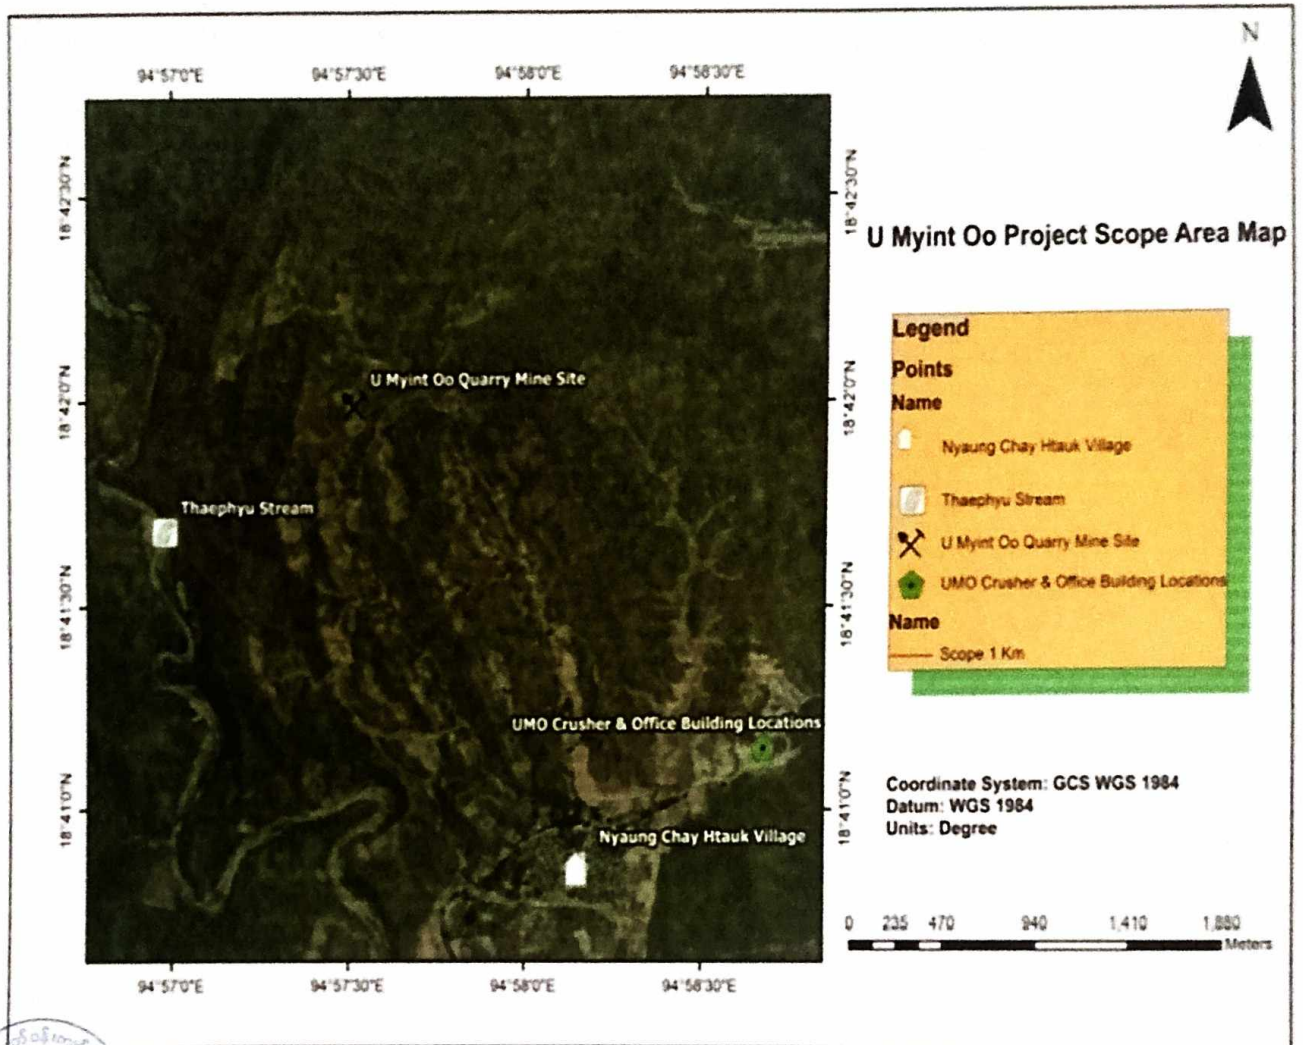 N
94°57'0"E 94°57'30"E 94°58'0"E 94°58'30"E
18°42'30"N
18°42'30"N
U Myint Oo Project Scope Area Map
Legend
Points
Name
Nyaung Chay Htauk Village
Thaephyu Stream
U Myint Oo Quarry Mine Site
UMO Crusher & Office Building Locations
Name
Scope 1 Km
U Myint Oo Quarry Mine Site
18°42'0"N
18°42'0"N
Thaephyu Stream
18°41'30"N
18°41'30"N
UMO Crusher & Office Building Locations
18°41'0"N
18°41'0"N
Nyaung Chay Htauk Village
Coordinate System: GCS WGS 1984
Datum: WGS 1984
Units: Degree
0 235 470 940 1,410 1,880
Meters
94°57'0"E 94°57'30"E 94°58'0"E 94°58'30"E